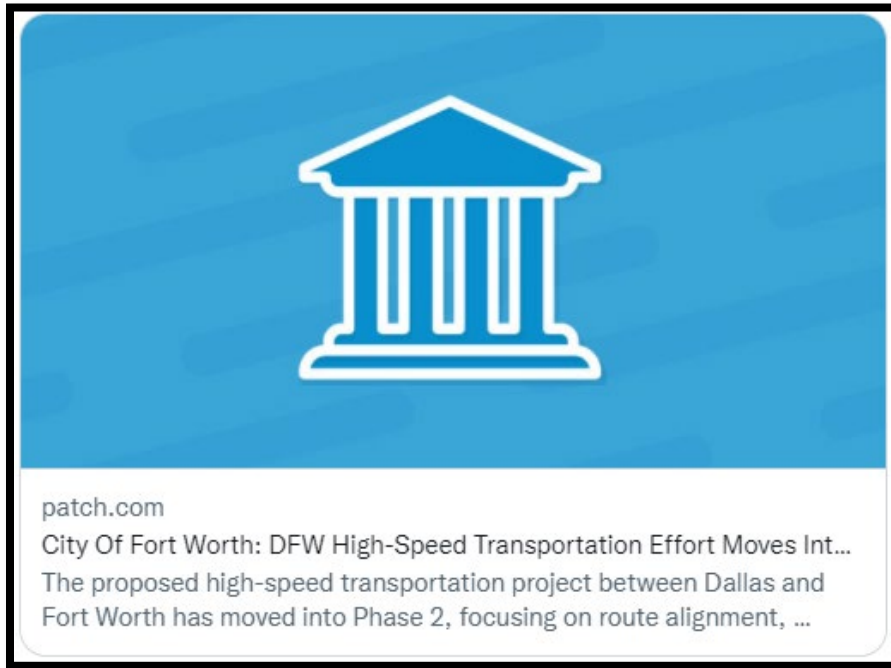 patch.com
City Of Fort Worth: DFW High-Speed Transportation Effort Moves Int...
The proposed high-speed transportation project between Dallas and
Fort Worth has moved into Phase 2, focusing on route alignment, ...